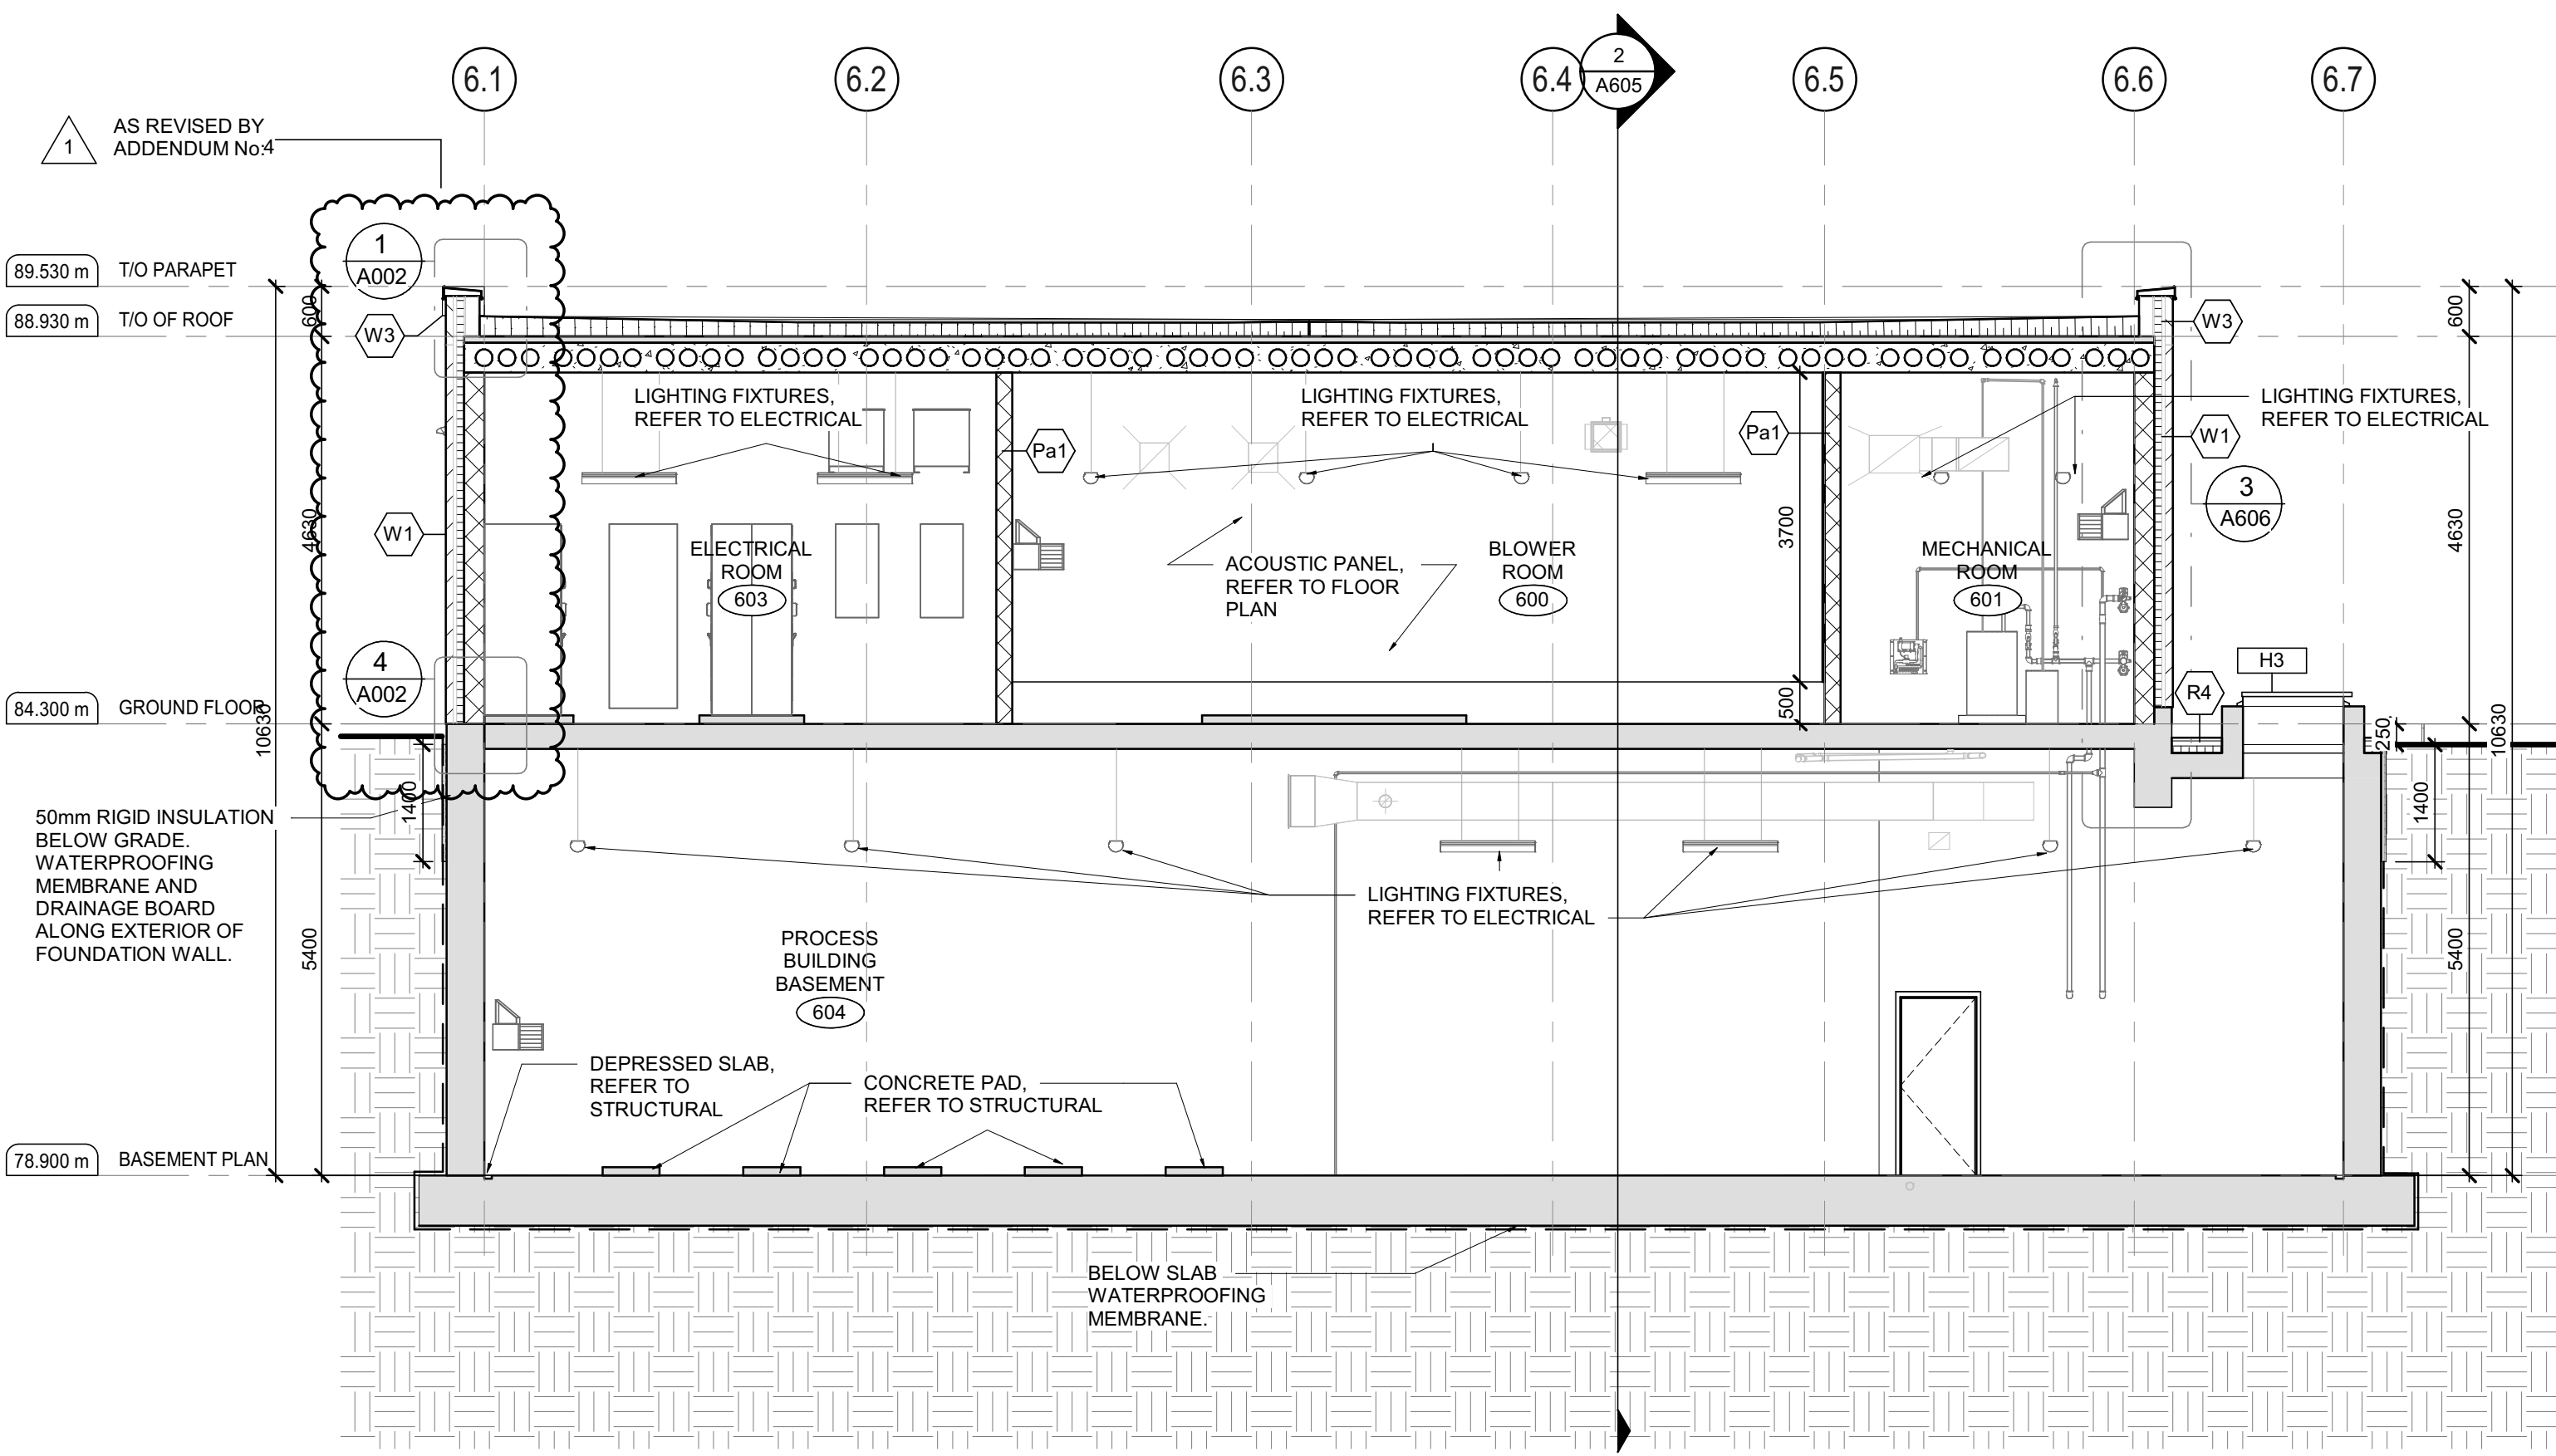 6.1
6.2
6.3
6.4
2
A605
6.5
6.6
6.7
1
AS REVISED BY
ADDENDUM No:4
1
A002
89.530 m
T/O PARAPET
88.930 m
T/O OF ROOF
600
W3
W3
600
LIGHTING FIXTURES,
REFER TO ELECTRICAL
LIGHTING FIXTURES,
REFER TO ELECTRICAL
LIGHTING FIXTURES,
REFER TO ELECTRICAL
Pa1
Pa1
W1
W1
3
A606
4630
3700
4630
ELECTRICAL
ROOM
603
ACOUSTIC PANEL,
REFER TO FLOOR
PLAN
BLOWER
ROOM
600
MECHANICAL
ROOM
601
4
A002
H3
R4
84.300 m
GROUND FLOOR
10630
500
250
10630
50mm RIGID INSULATION
BELOW GRADE.
WATERPROOFING
MEMBRANE AND
DRAINAGE BOARD
ALONG EXTERIOR OF
FOUNDATION WALL.
1400
1400
5400
5400
LIGHTING FIXTURES,
REFER TO ELECTRICAL
PROCESS
BUILDING
BASEMENT
604
DEPRESSED SLAB,
REFER TO
STRUCTURAL
CONCRETE PAD,
REFER TO STRUCTURAL
78.900 m
BASEMENT PLAN
BELOW SLAB
WATERPROOFING
MEMBRANE.